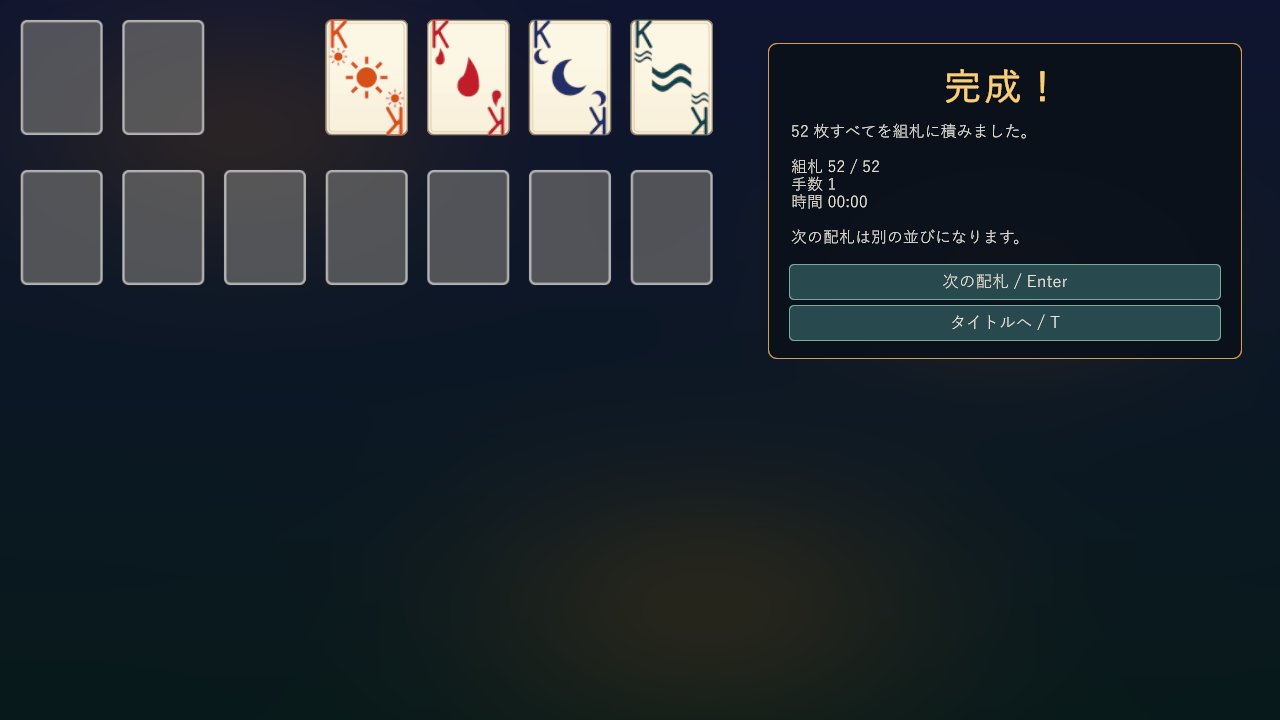 K K K K
K K K K
完成！
52 枚すべてを組札に積みました。
組札 52 / 52
手数 1
時間 00:00
次の配札は別の並びになります。
次の配札 / Enter
タイトルへ / T